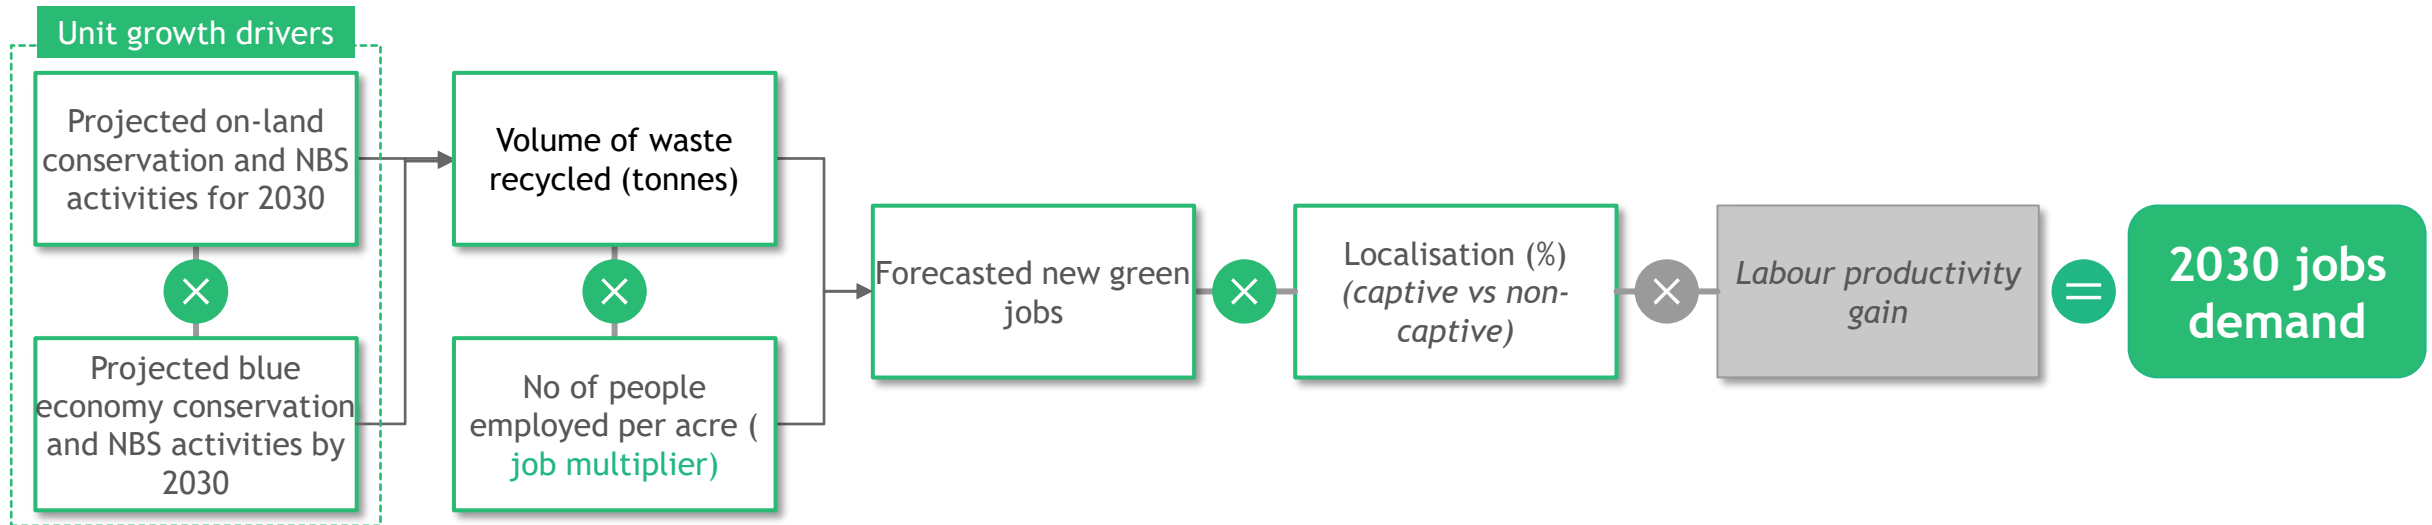 Unit growth drivers
Projected on-land
conservation and NBS
activities for 2030
Projected blue
economy conservation
and NBS activities by
2030
Volume of waste
recycled (tonnes)
No of people
employed per acre (
job multiplier)
Forecasted new green
jobs
Localisation (%)
(captive vs non-
captive)
Labour productivity
gain
2030 jobs
demand